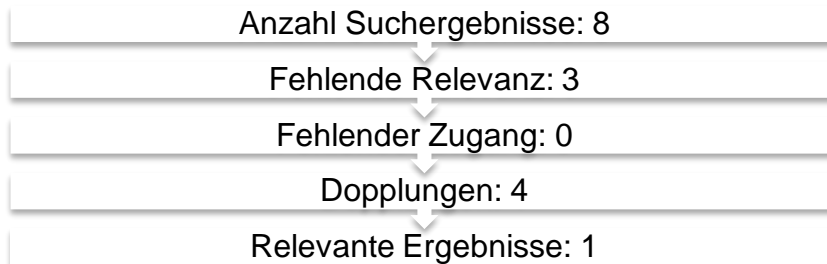 Anzahl Suchergebnisse: 8
Fehlende Relevanz: 3
Fehlender Zugang: 0
Dopplungen: 4
Relevante Ergebnisse: 1